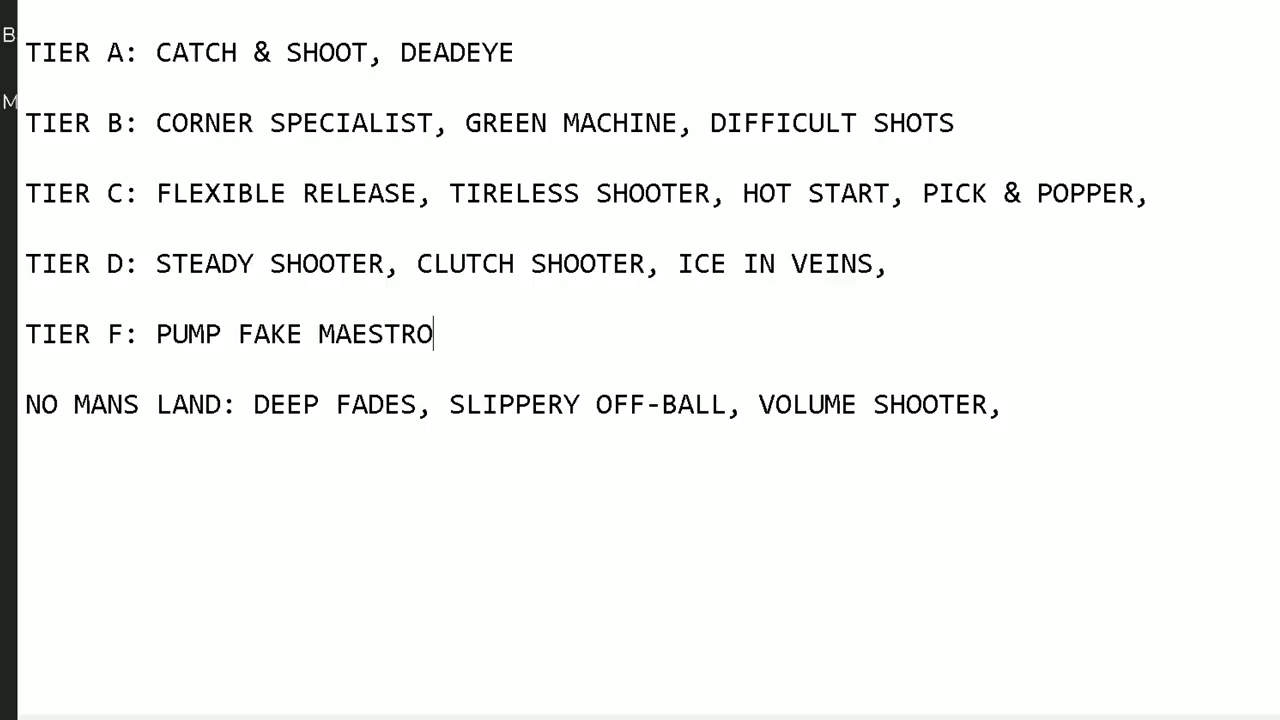 B
TIER A: CATCH & SHOOT, DEADEYE
M
TIER B: CORNER SPECIALIST, GREEN MACHINE, DIFFICULT SHOTS
TIER C: FLEXIBLE RELEASE, TIRELESS SHOOTER, HOT START, PICK & POPPER,
TIER D: STEADY SHOOTER, CLUTCH SHOOTER, ICE IN VEINS,
TIER F: PUMP FAKE MAESTRO
NO MANS LAND: DEEP FADES, SLIPPERY OFF-BALL, VOLUME SHOOTER,